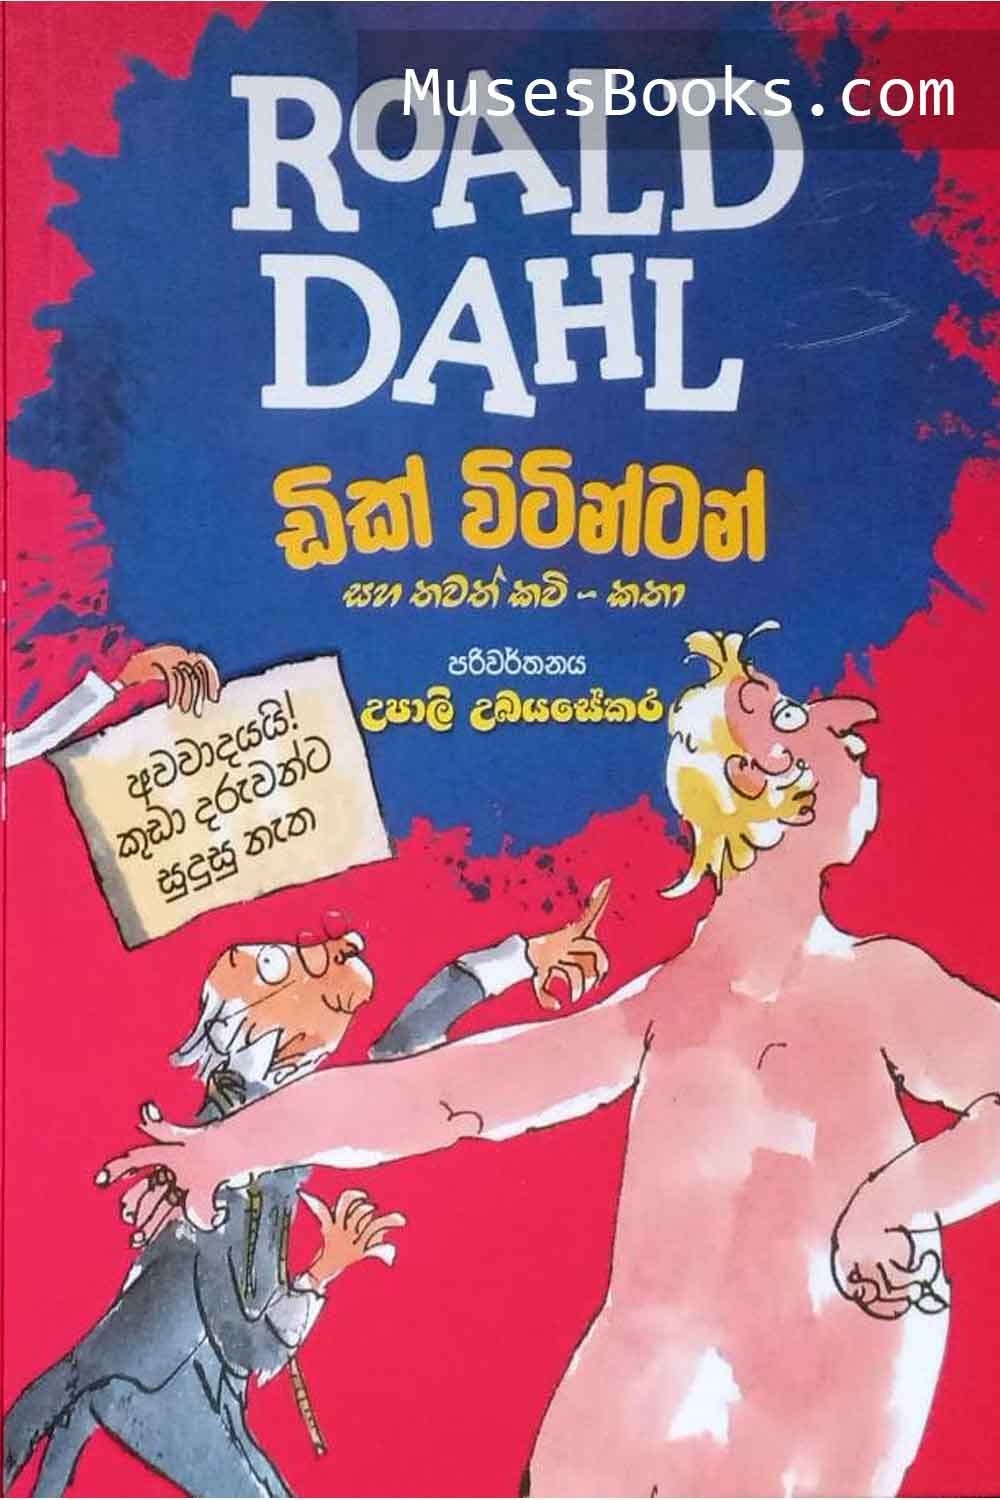 MusesBooks.com
ROALD
DAHL
ඩික් විටින්ටන්
සහ තවත් කවි - කතා
පරිවර්තනය
උපාලි උබයසේකර
අවවාදයයි!
කුඩා දරුවන්ට
සුදුසු නැත